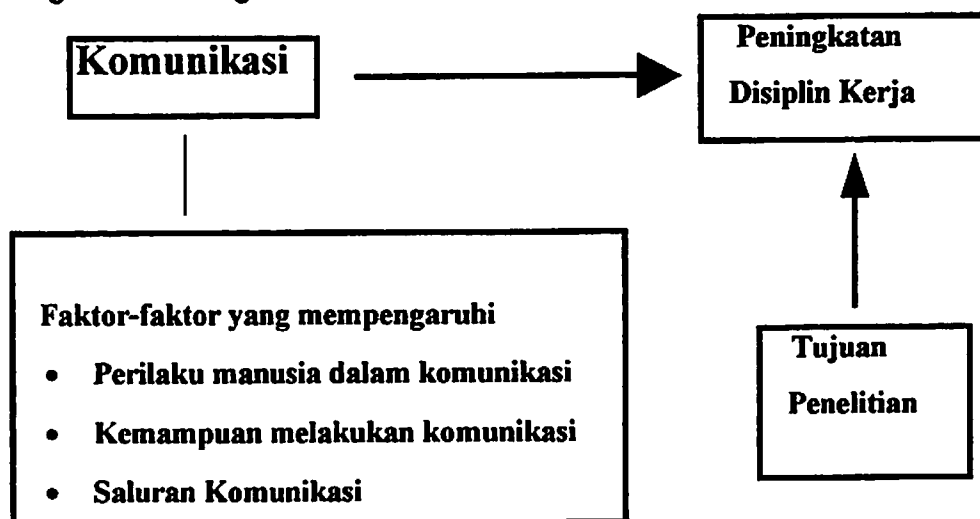 Komunikasi
Peningkatan
Disiplin Kerja
Faktor-faktor yang mempengaruhi
• Perilaku manusia dalam komunikasi
• Kemampuan melakukan komunikasi
• Saluran Komunikasi
Tujuan
Penelitian